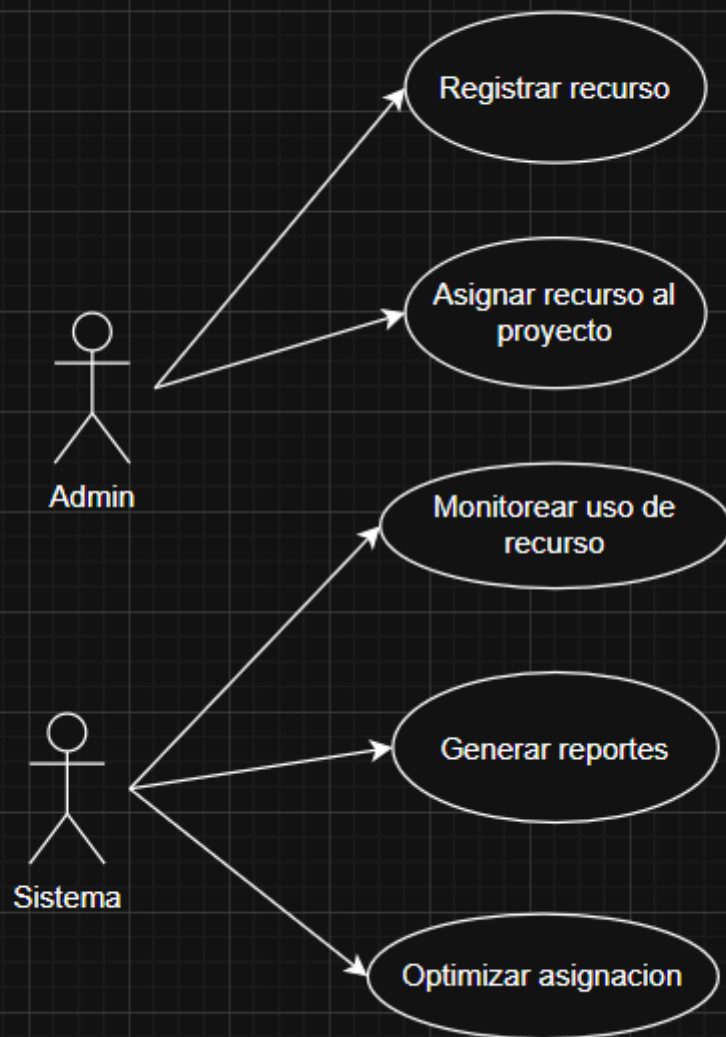 Registrar recurso
Asignar recurso al
proyecto
Admin
Monitorear uso de
recurso
Generar reportes
Sistema
Optimizar asignacion